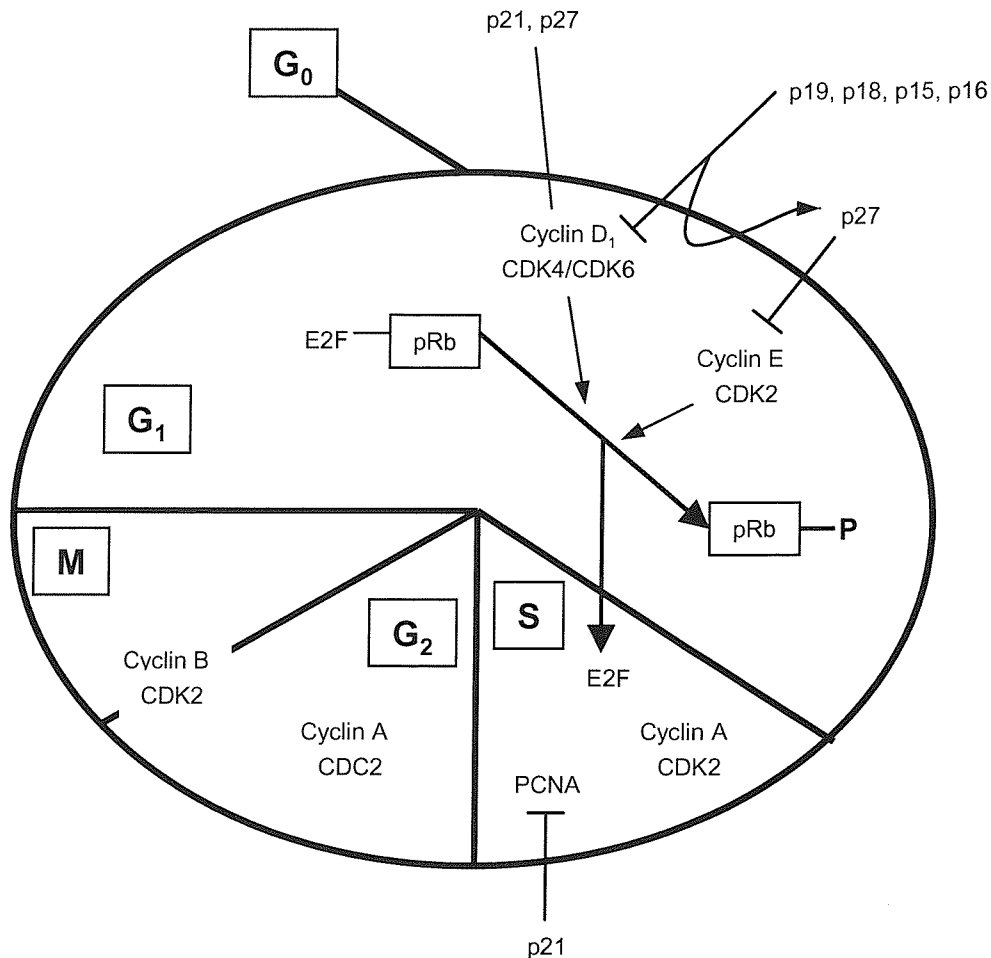 p21, p27
G0
p19, p18, p15, p16
p27
Cyclin D1
CDK4/CDK6
E2F
pRb
Cyclin E
CDK2
G1
pRb
P
M
G2
S
E2F
Cyclin B
CDK2
Cyclin A
CDC2
Cyclin A
CDK2
PCNA
p21